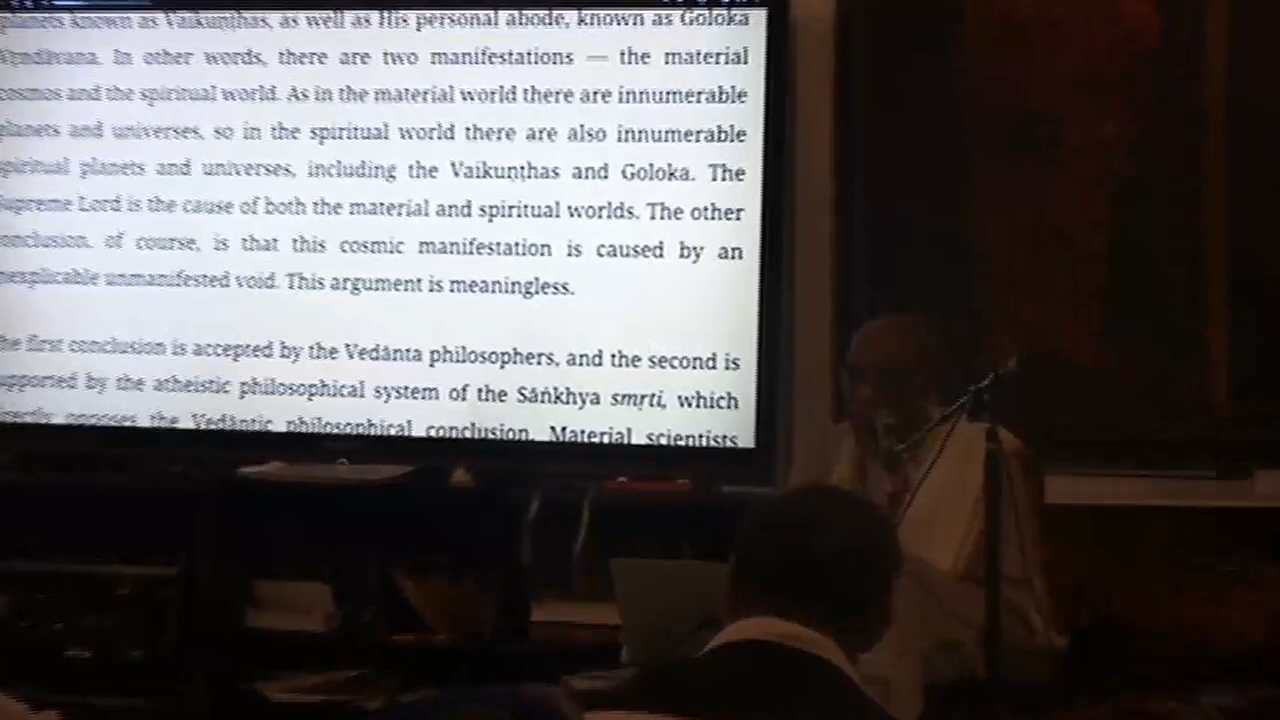 known as Vaikuṇṭhas, as well as His personal abode, known as Goloka
Vṛndāvana. In other words, there are two manifestations — the material
cosmos and the spiritual world. As in the material world there are innumerable
planets and universes, so in the spiritual world there are also innumerable
spiritual planets and universes, including the Vaikuṇṭhas and Goloka. The
Supreme Lord is the cause of both the material and spiritual worlds. The other
conclusion, of course, is that this cosmic manifestation is caused by an
inexplicable unmanifested void. This argument is meaningless.
The first conclusion is accepted by the Vedānta philosophers, and the second is
supported by the atheistic philosophical system of the Sāṅkhya smṛti, which
opposes the Vedāntic philosophical conclusion. Material scientists